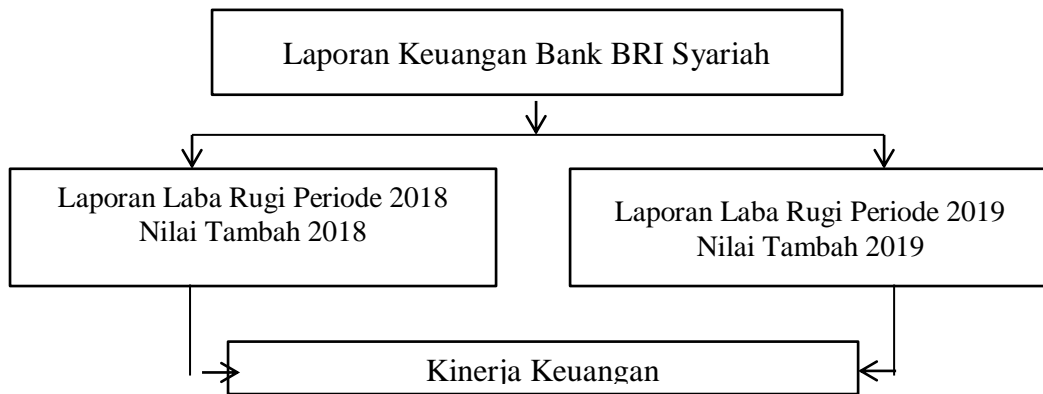 Laporan Keuangan Bank BRI Syariah
Laporan Laba Rugi Periode 2018
Nilai Tambah 2018
Laporan Laba Rugi Periode 2019
Nilai Tambah 2019
Kinerja Keuangan